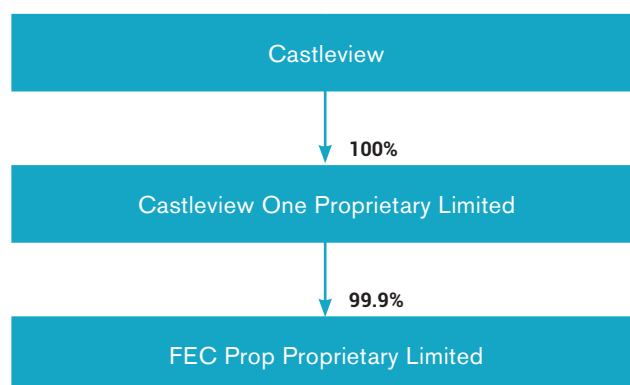 Castleview
100%
Castleview One Proprietary Limited
99.9%
FEC Prop Proprietary Limited